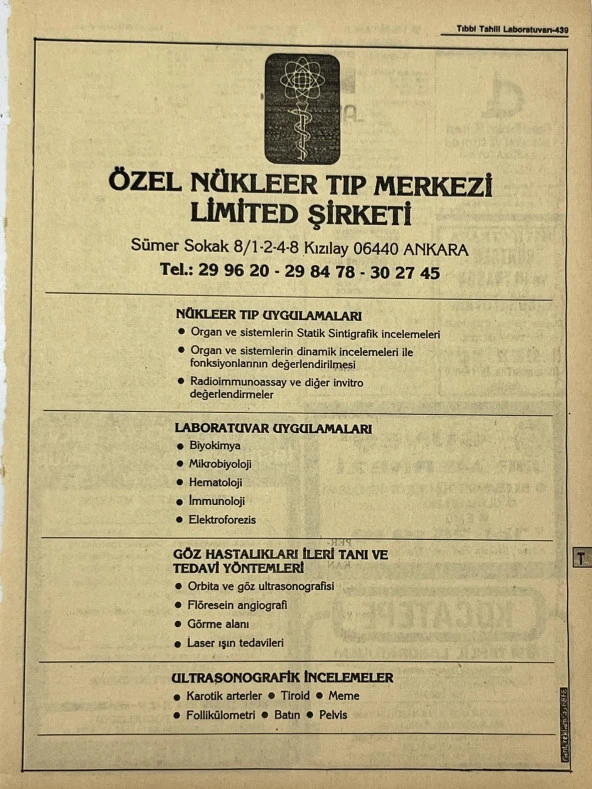 Tıbbi Tahlil Laboratuvarı-439
ÖZEL NÜKLEER TIP MERKEZİ
LİMİTED ŞİRKETİ
Sümer Sokak 8/1-2-4-8 Kızılay 06440 ANKARA
Tel.: 29 96 20 - 29 84 78 - 30 27 45
NÜKLEER TIP UYGULAMALARI
● Organ ve sistemlerin Statik Sintigrafik incelemeleri
● Organ ve sistemlerin dinamik incelemeleri ile
fonksiyonlarının değerlendirilmesi
● Radioimmunoassay ve diğer invitro
değerlendirmeler
LABORATUVAR UYGULAMALARI
● Biyokimya
● Mikrobiyoloji
● Hematoloji
● İmmunoloji
● Elektroforezis
GÖZ HASTALIKLARI İLERİ TANI VE
TEDAVİ YÖNTEMLERİ
● Orbita ve göz ultrasonografisi
● Flöresein angiografi
● Görme alanı
● Laser ışın tedavileri
ULTRASONOGRAFİK İNCELEMELER
● Karotik arterler ● Tiroid ● Meme
● Follikülometri ● Batın ● Pelvis
T